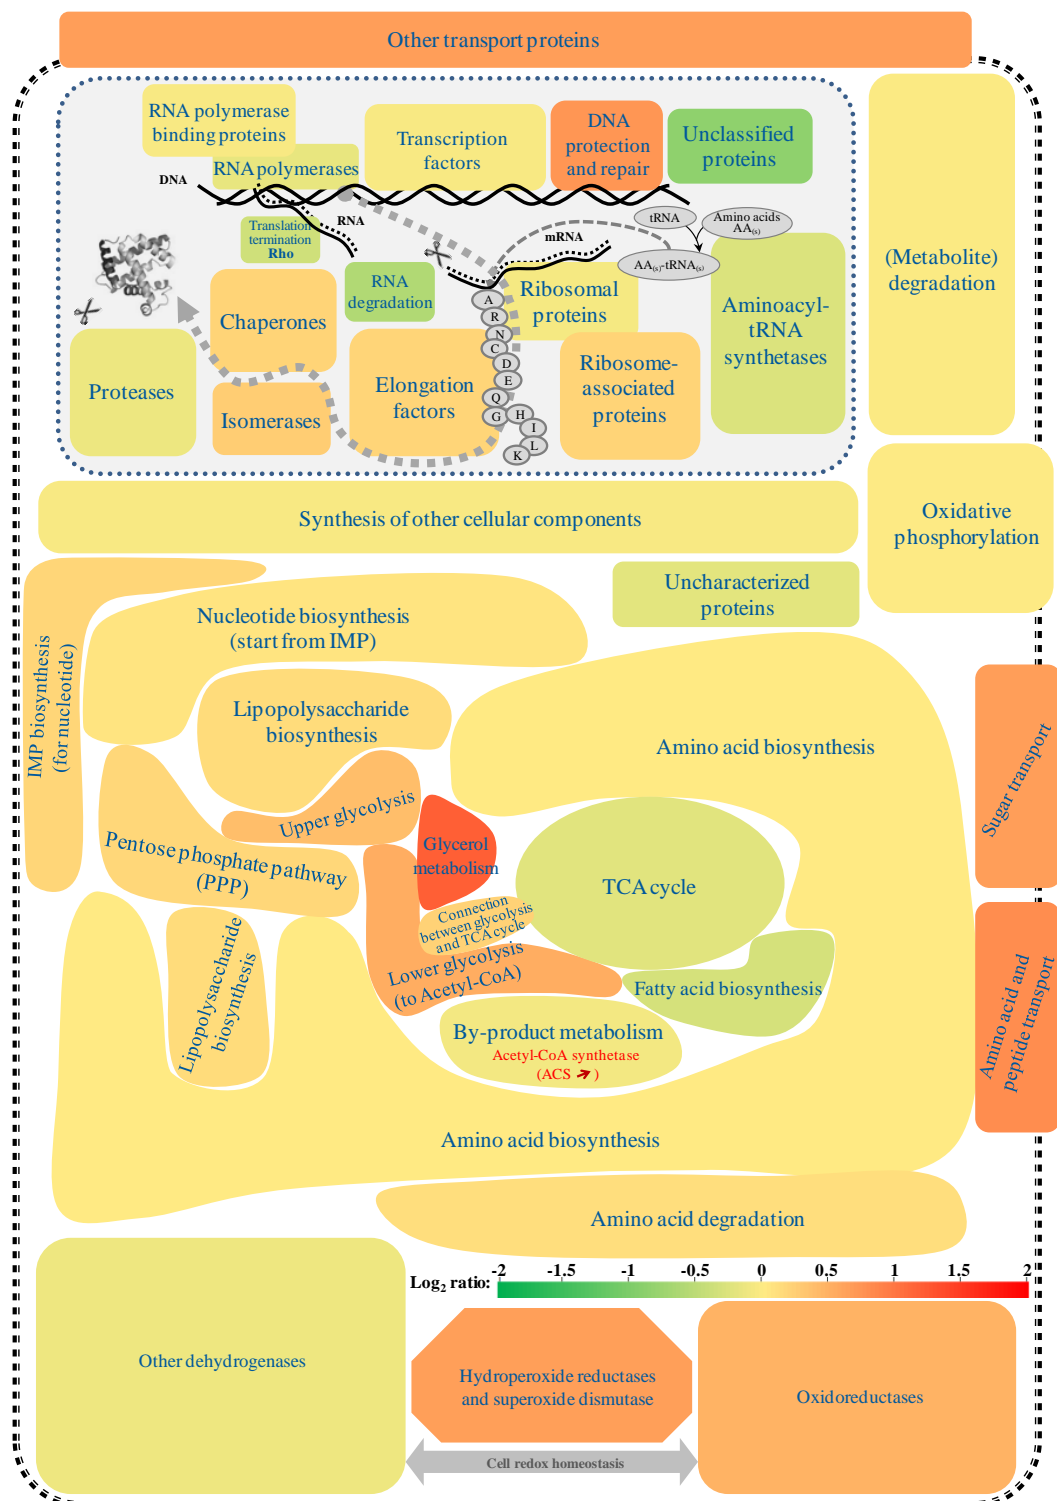 Other transport proteins
RNA polymerase
binding proteins
Transcription
factors
DNA
protection
and repair
Unclassified
proteins
RNA polymerases
DNA
RNA
Translation
termination
Rho
mRNA
tRNA
Amino acids
AA(s)
AA(s)-tRNA(s)
(Metabolite)
degradation
RNA
degradation
Ribosomal
proteins
Aminoacyl-
tRNA
synthetases
Chaperones
Proteases
Isomerases
Elongation
factors
Ribosome-
associated
proteins
A
R
N
C
D
E
Q
G
H
I
L
K
Synthesis of other cellular components
Oxidative
phosphorylation
Uncharacterized
proteins
Nucleotide biosynthesis
(start from IMP)
IMP biosynthesis
(for nucleotide)
Lipopolysaccharide
biosynthesis
Amino acid biosynthesis
Sugar transport
Upper glycolysis
Pentose phosphate pathway
(PPP)
Glycerol
metabolism
TCA cycle
Connection
between glycolysis
and TCA cycle
Lower glycolysis
(to Acetyl-CoA)
Fatty acid biosynthesis
Lipopolysaccharide
biosynthesis
Amino acid and
peptide transport
By-product metabolism
Acetyl-CoA synthetase
(ACS ➚)
Amino acid biosynthesis
Amino acid degradation
Log2 ratio:
-2 -1.5 -1 -0.5 0 0.5 1 1.5 2
Other dehydrogenases
Hydroperoxide reductases
and superoxide dismutase
Oxidoreductases
Cell redox homeostasis